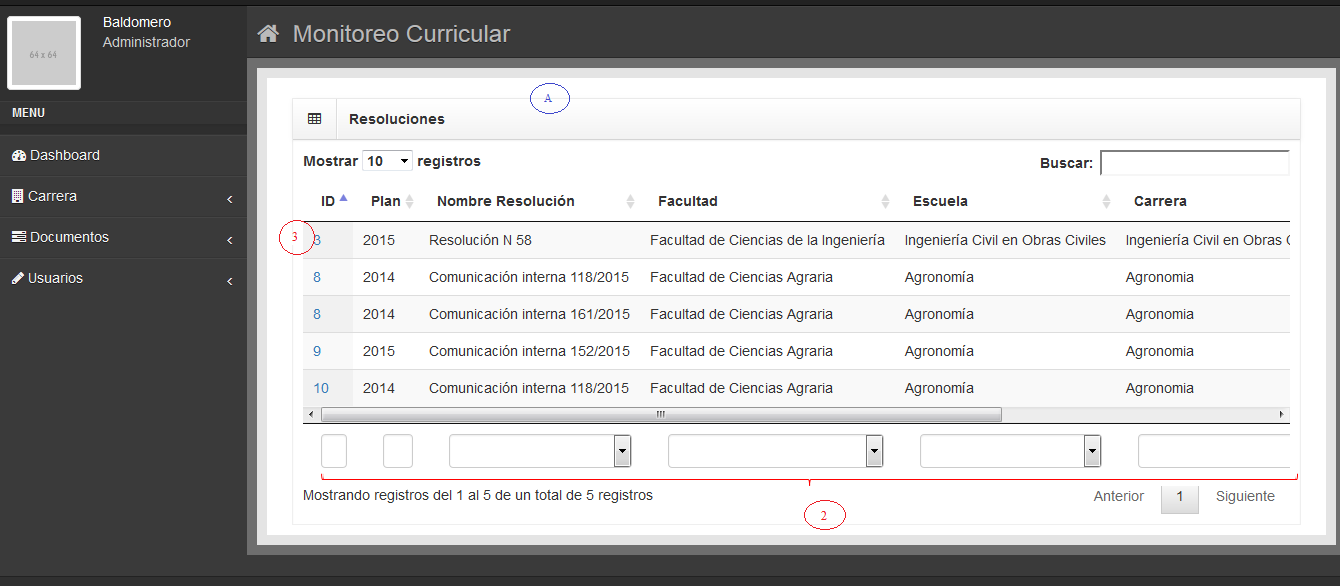 Baldomero
Administrador
64 x 64
Monitoreo Curricular
MENU
Dashboard
Carrera
Documentos
Usuarios
A
Resoluciones
Mostrar 10 registros
Buscar:
ID Plan Nombre Resolución Facultad Escuela Carrera
3 8 2015 Resolución N 58 Facultad de Ciencias de la Ingeniería Ingeniería Civil en Obras Civiles Ingeniería Civil en Obras C
8 2014 Comunicación interna 118/2015 Facultad de Ciencias Agraria Agronomía Agronomia
8 2014 Comunicación interna 161/2015 Facultad de Ciencias Agraria Agronomía Agronomia
9 2015 Comunicación interna 152/2015 Facultad de Ciencias Agraria Agronomía Agronomia
10 2014 Comunicación interna 118/2015 Facultad de Ciencias Agraria Agronomía Agronomia
Mostrando registros del 1 al 5 de un total de 5 registros
Anterior 1 Siguiente
2